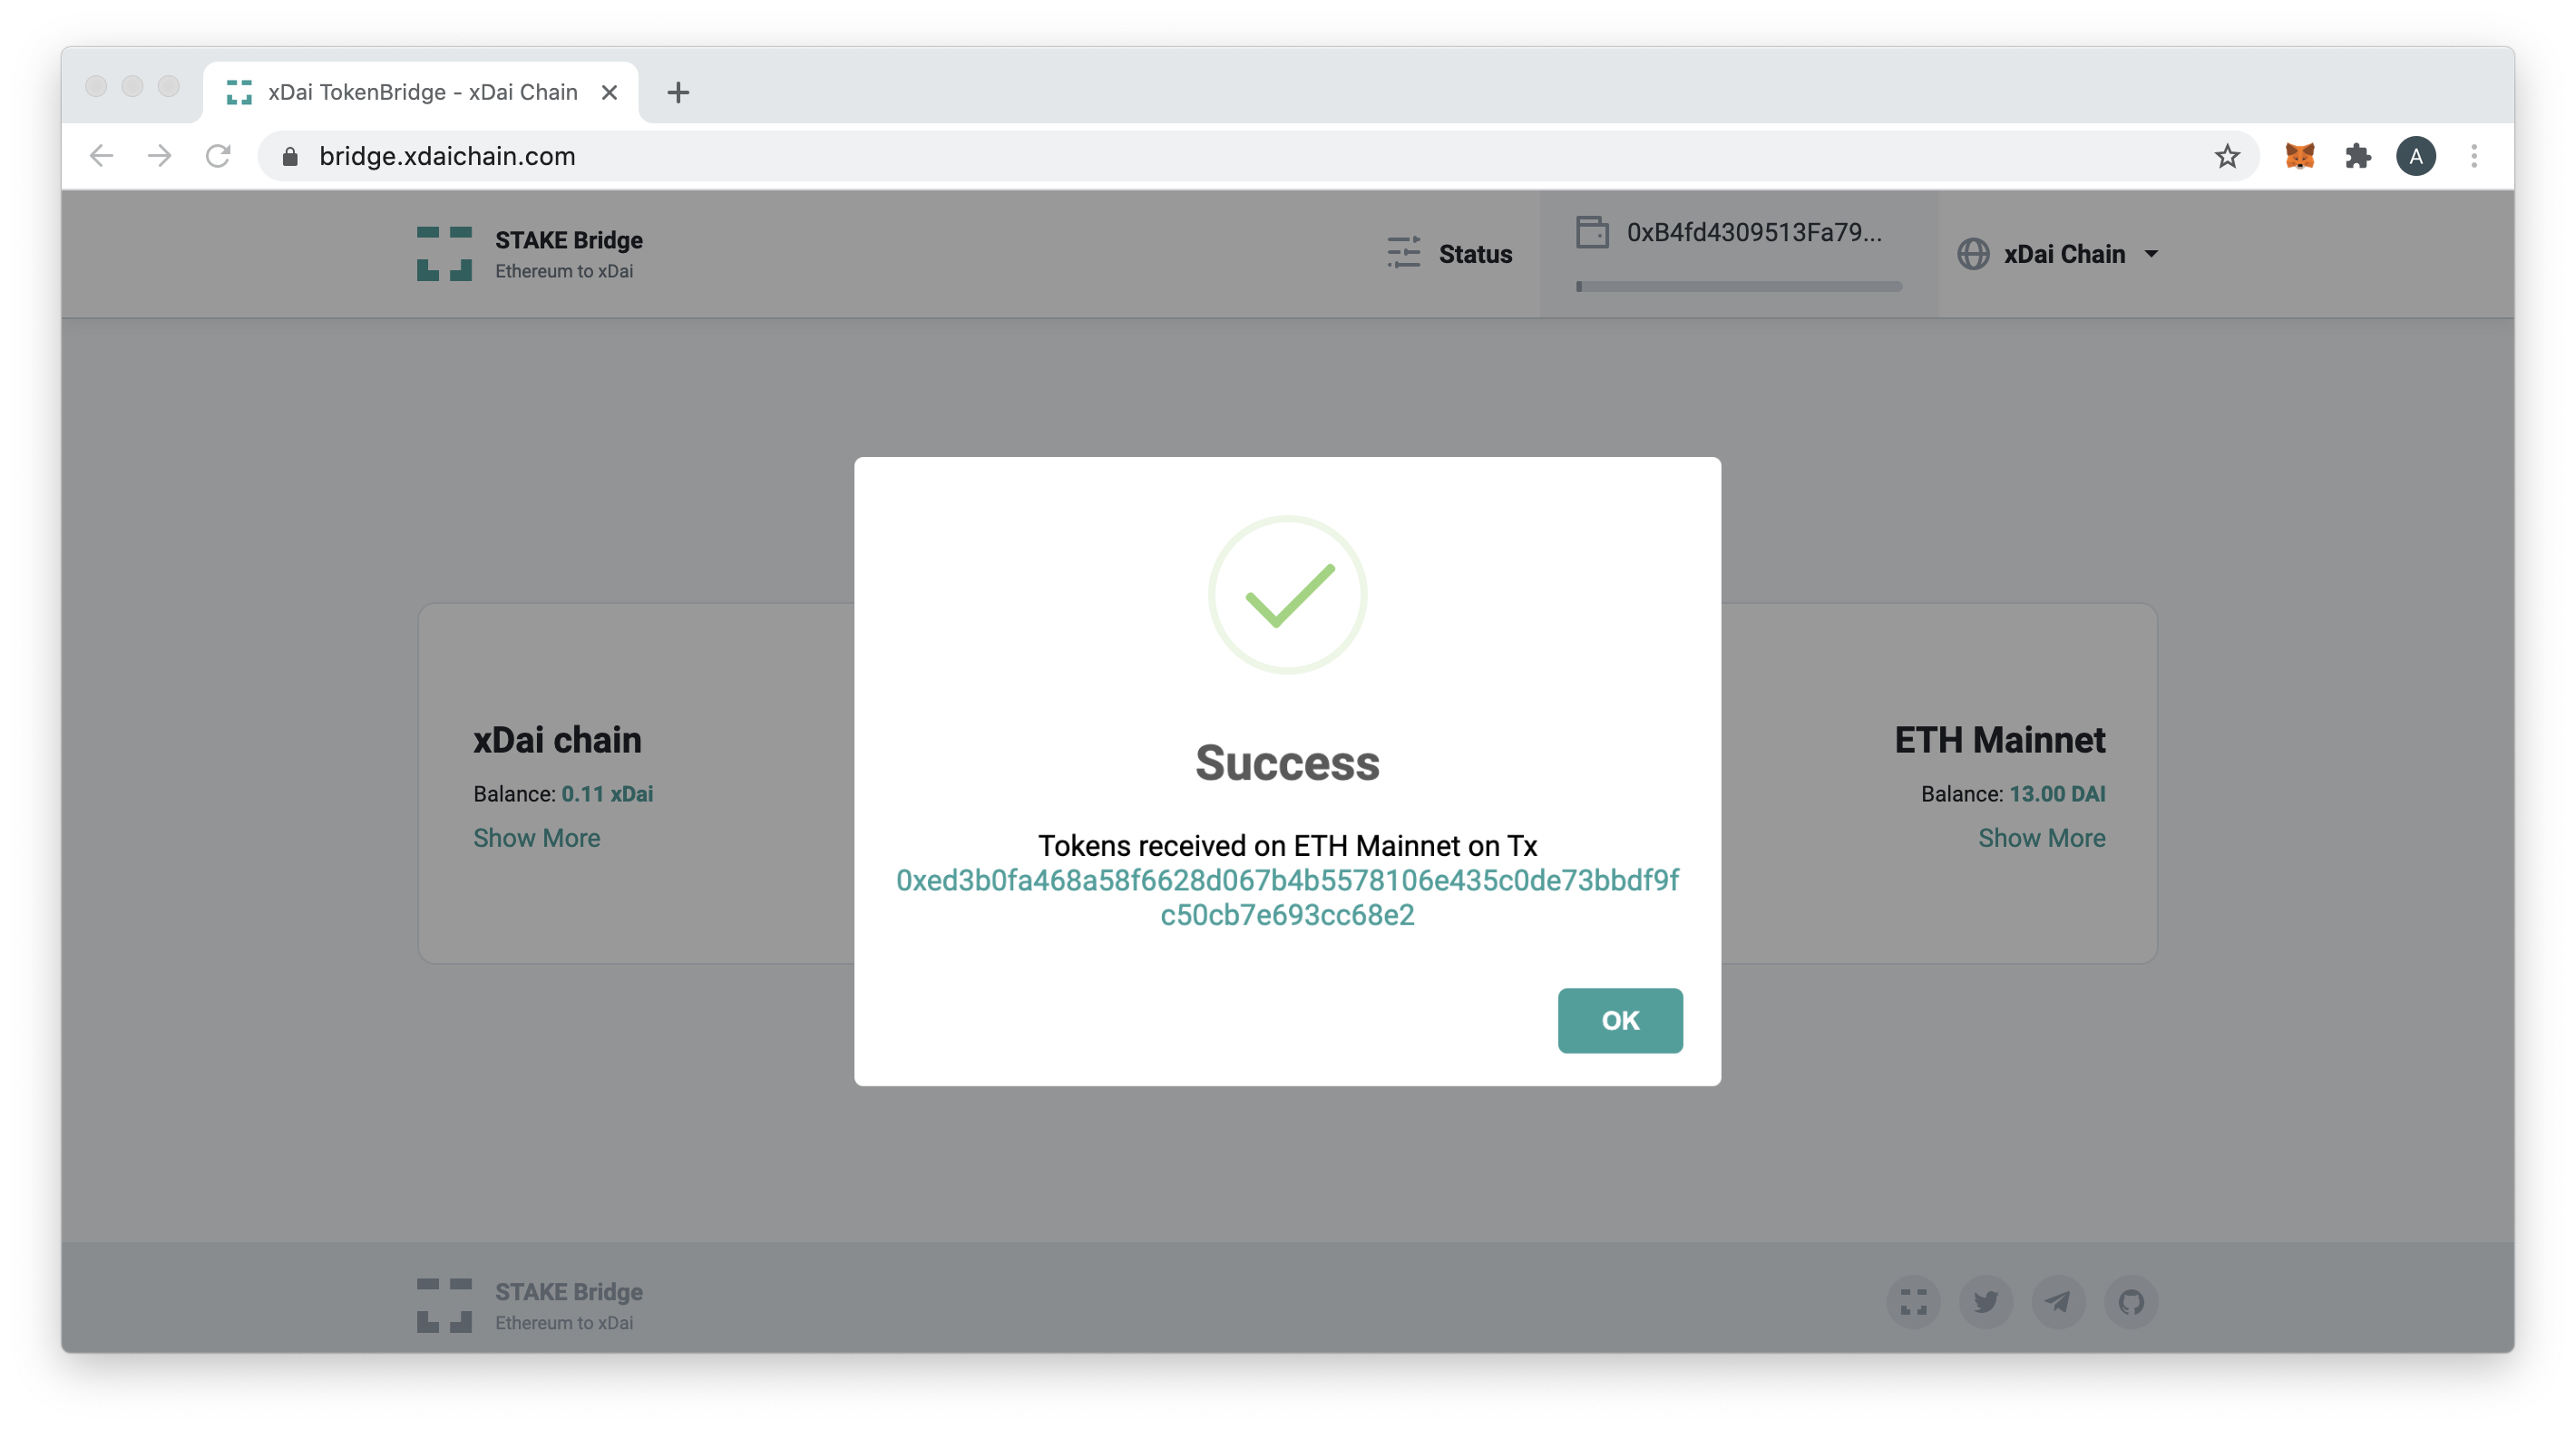 xDai TokenBridge - xDai Chain
bridge.xdaichain.com
A
STAKE Bridge
Ethereum to xDai
Status
0xB4fd4309513Fa79...
xDai Chain
xDai chain
Balance: 0.11 xDai
Show More
Success
Tokens received on ETH Mainnet on Tx
0xed3b0fa468a58f6628d067b4b5578106e435c0de73bbdf9f
c50cb7e693cc68e2
OK
ETH Mainnet
Balance: 13.00 DAI
Show More
STAKE Bridge
Ethereum to xDai